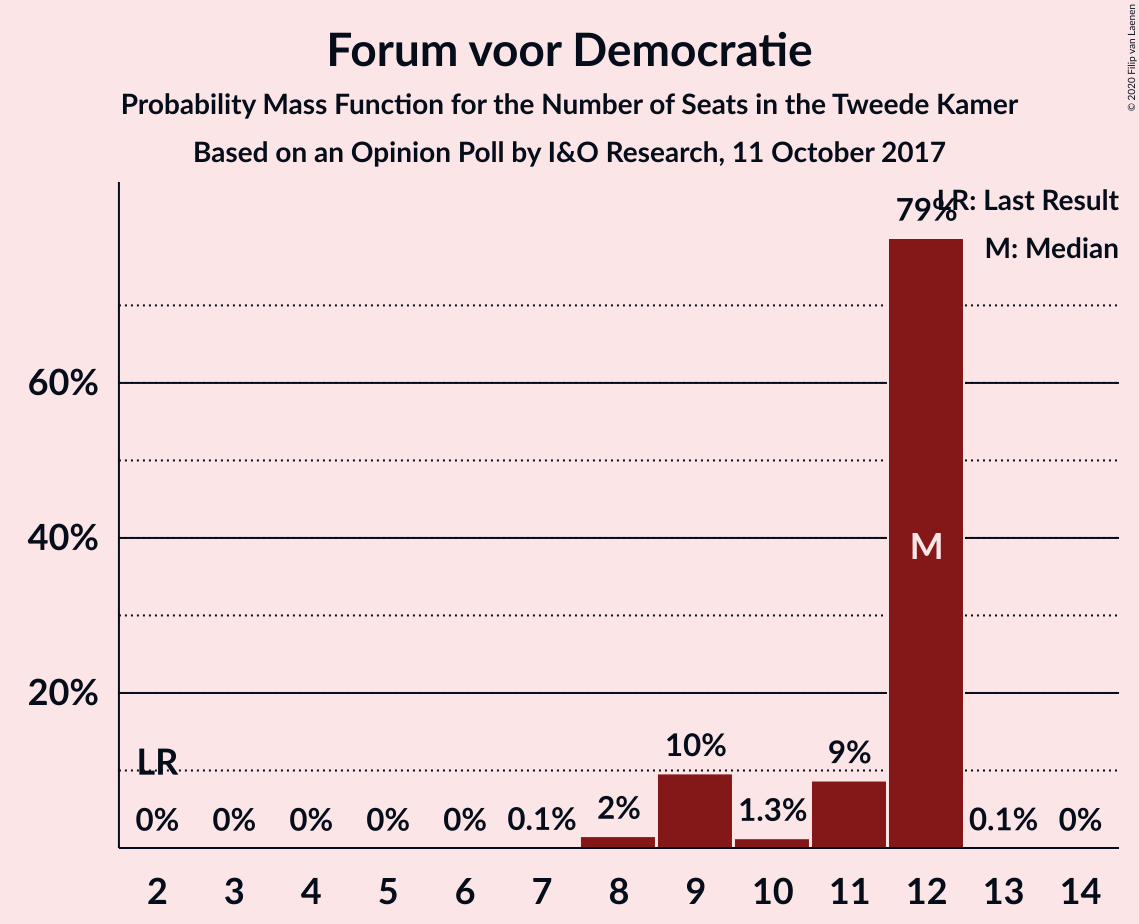 Forum voor Democratie
Probability Mass Function for the Number of Seats in the Tweede Kamer
Based on an Opinion Poll by I&O Research, 11 October 2017
© 2020 Filip van Laenen
LR: Last Result
M: Median
79%
60%
40%
20%
M
LR
0% 0% 0% 0% 0% 0.1% 2% 10% 1.3% 9% 0.1% 0%
2 3 4 5 6 7 8 9 10 11 12 13 14